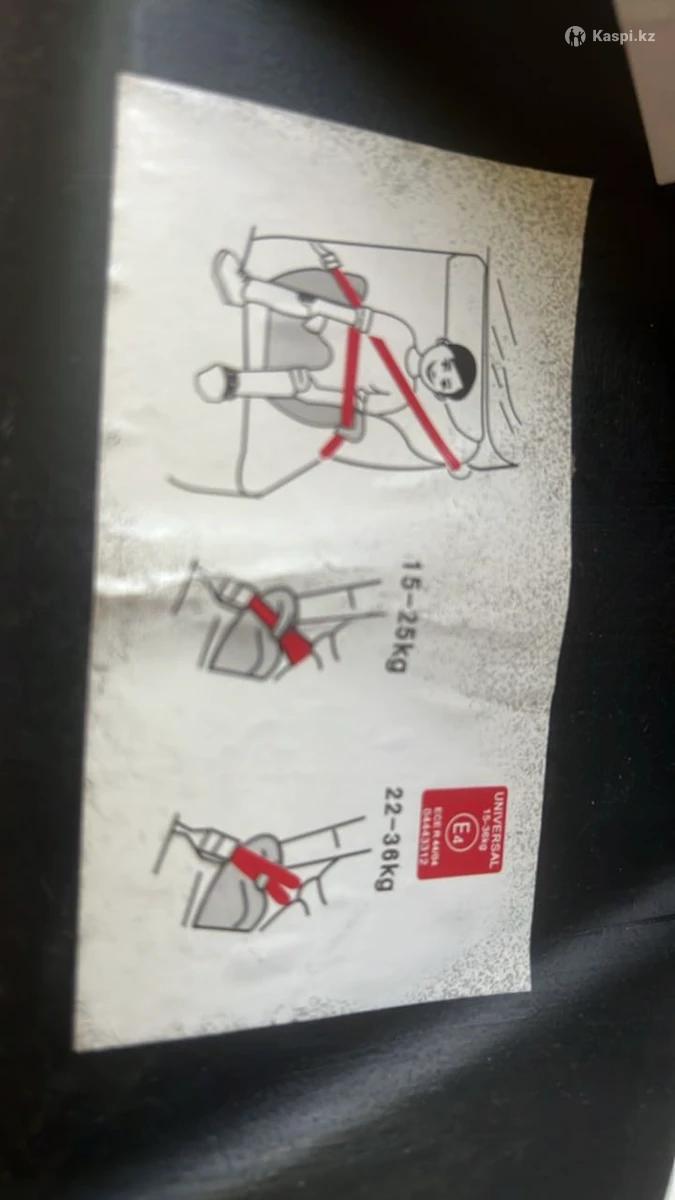 Kaspi.kz
15-25kg
22-36kg
UNIVERSAL
15-36kg
E4
ECE R 44/04
04443312